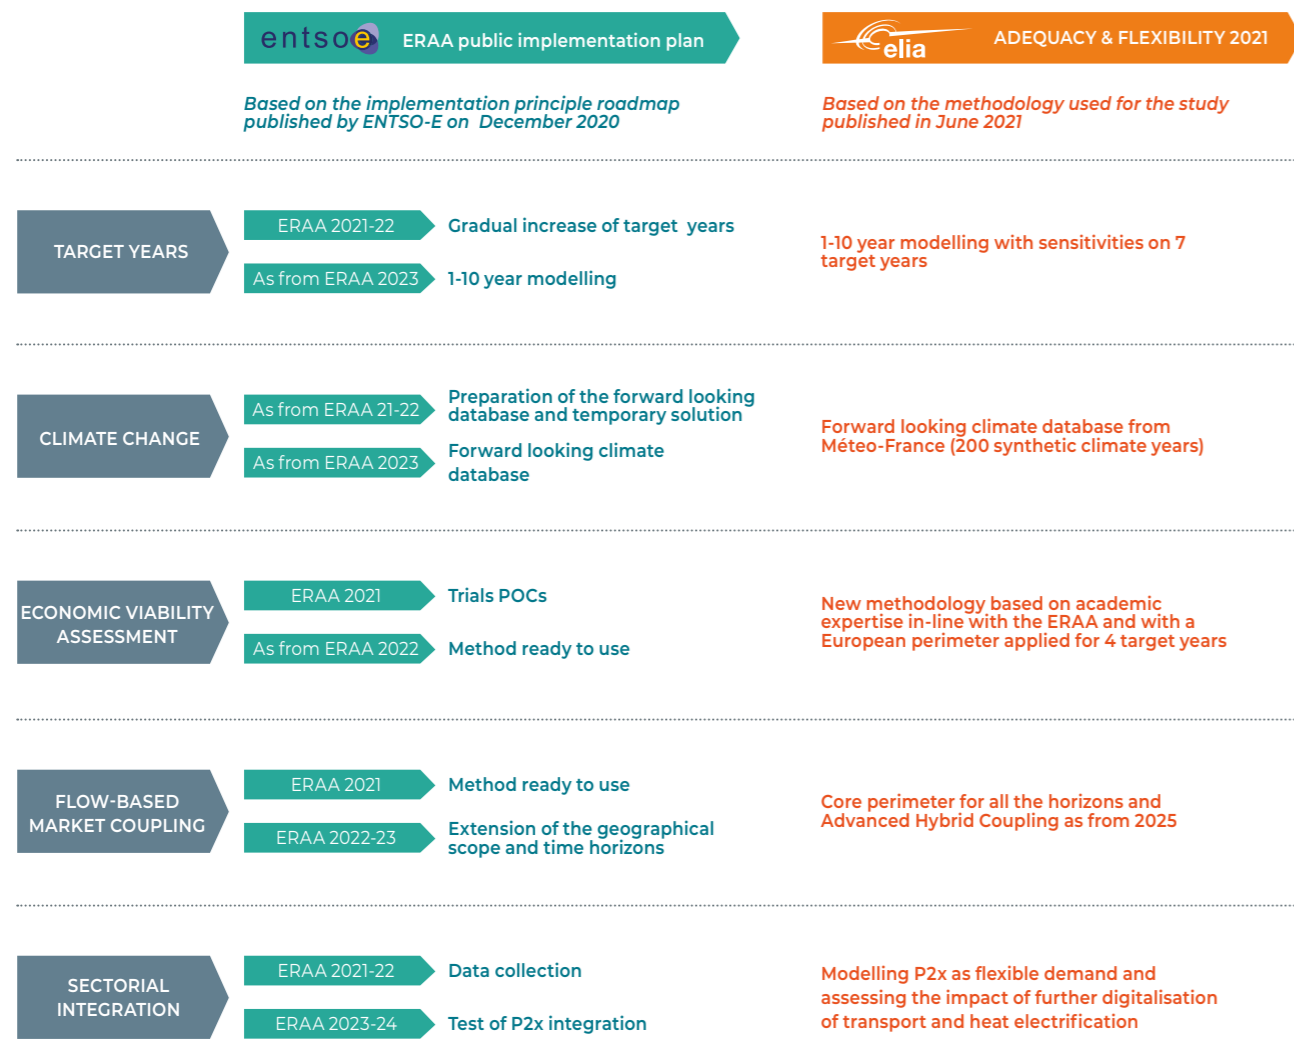 entsoe ERAA public implementation plan
elia ADEQUACY & FLEXIBILITY 2021
Based on the implementation principle roadmap
published by ENTSO-E on December 2020
Based on the methodology used for the study
published in June 2021
TARGET YEARS
ERAA 2021-22
Gradual increase of target years
As from ERAA 2023
1-10 year modelling
1-10 year modelling with sensitivities on 7
target years
CLIMATE CHANGE
As from ERAA 21-22
Preparation of the forward looking
database and temporary solution
As from ERAA 2023
Forward looking climate
database
Forward looking climate database from
Méteo-France (200 synthetic climate years)
ECONOMIC VIABILITY
ASSESSMENT
ERAA 2021
Trials POCs
As from ERAA 2022
Method ready to use
New methodology based on academic
expertise in-line with the ERAA and with a
European perimeter applied for 4 target years
FLOW-BASED
MARKET COUPLING
ERAA 2021
Method ready to use
ERAA 2022-23
Extension of the geographical
scope and time horizons
Core perimeter for all the horizons and
Advanced Hybrid Coupling as from 2025
SECTORIAL
INTEGRATION
ERAA 2021-22
Data collection
ERAA 2023-24
Test of P2x integration
Modelling P2x as flexible demand and
assessing the impact of further digitalisation
of transport and heat electrification